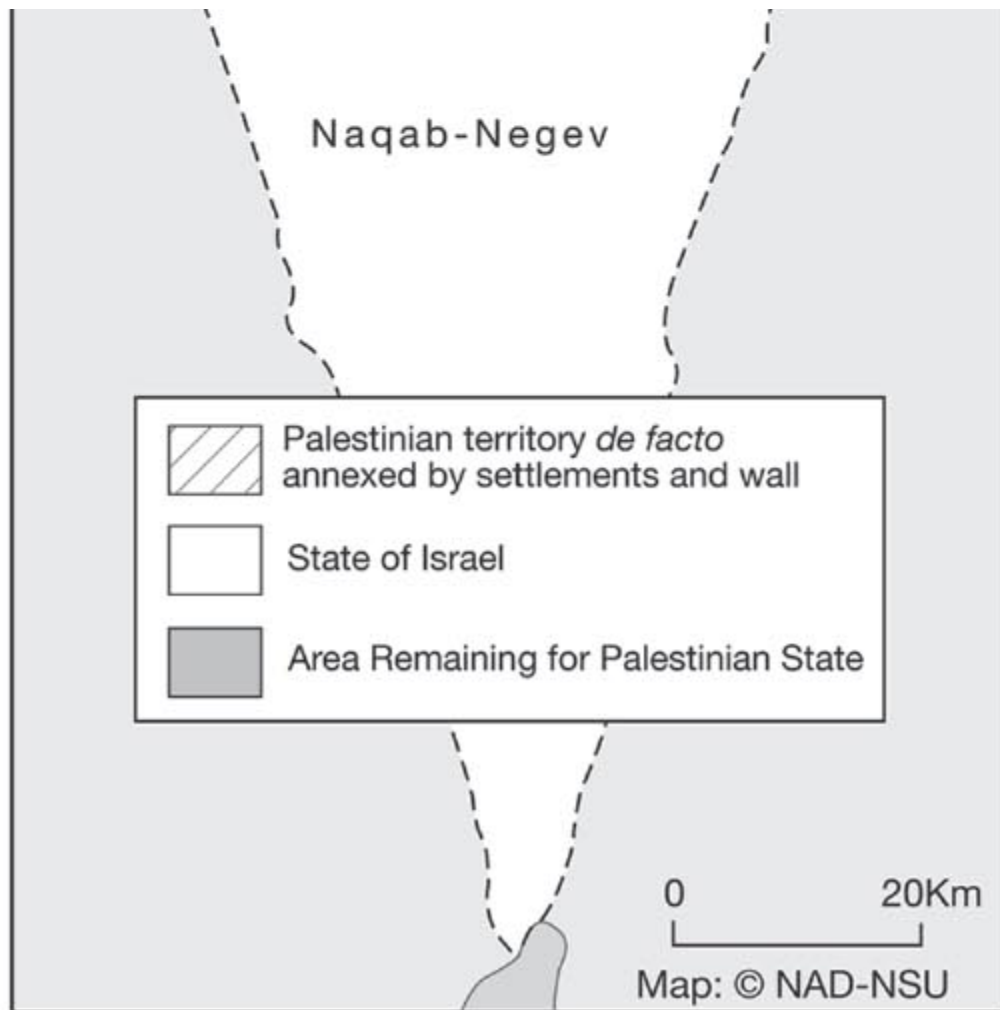 Naqab-Negev
Palestinian territory de facto
annexed by settlements and wall
State of Israel
Area Remaining for Palestinian State
0 20Km
Map: © NAD-NSU